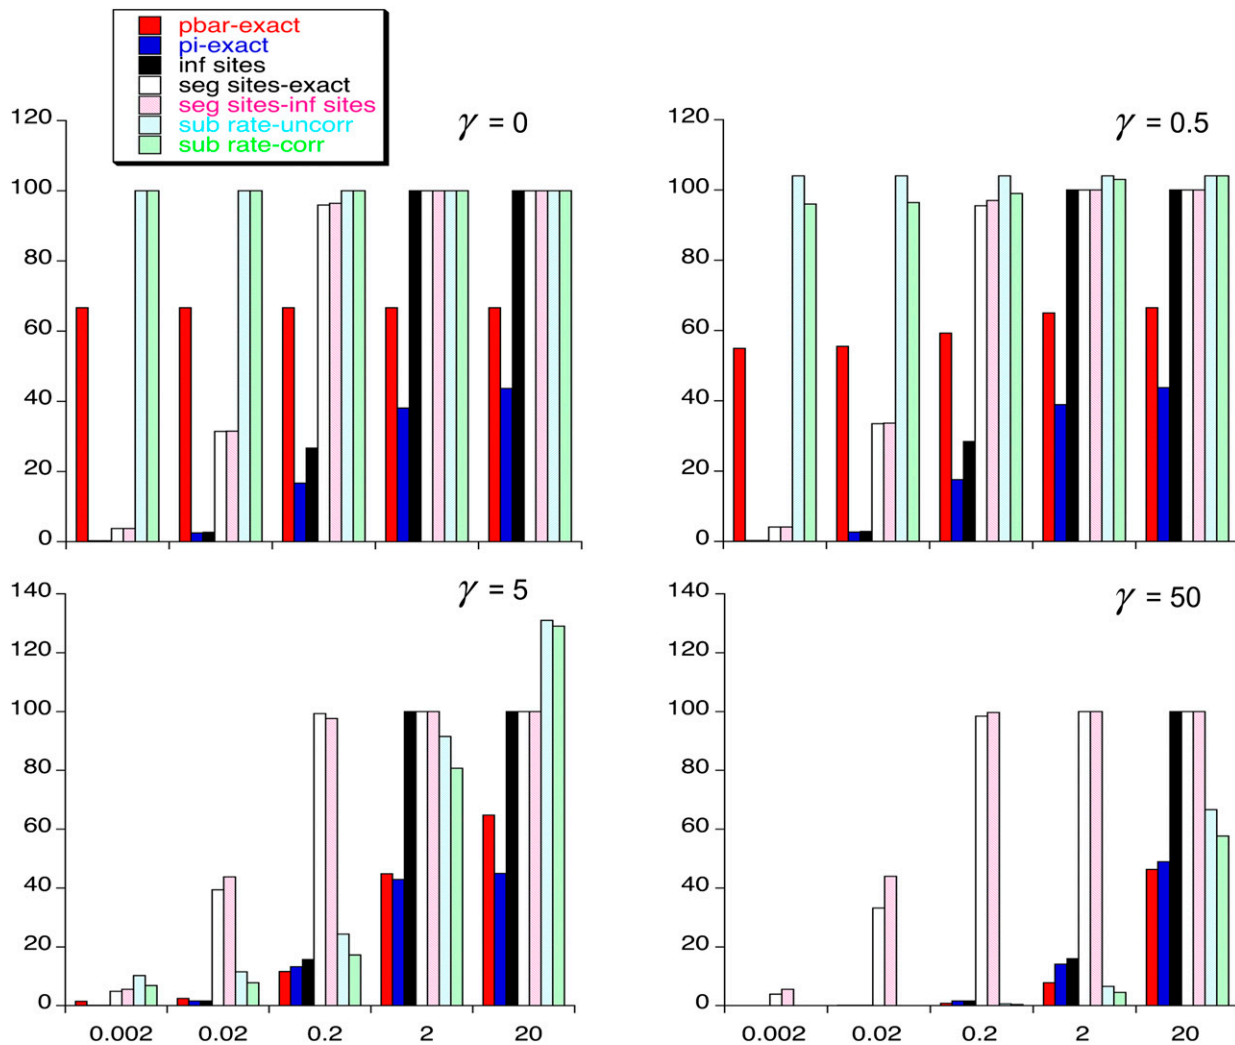 pbar-exact
pi-exact
inf sites
seg sites-exact
seg sites-inf sites
sub rate-uncorr
sub rate-corr
γ = 0
120
100
80
60
40
20
0
γ = 0.5
120
100
80
60
40
20
0
γ = 5
140
120
100
80
60
40
20
0
0.002 0.02 0.2 2 20
γ = 50
140
120
100
80
60
40
20
0
0.002 0.02 0.2 2 20